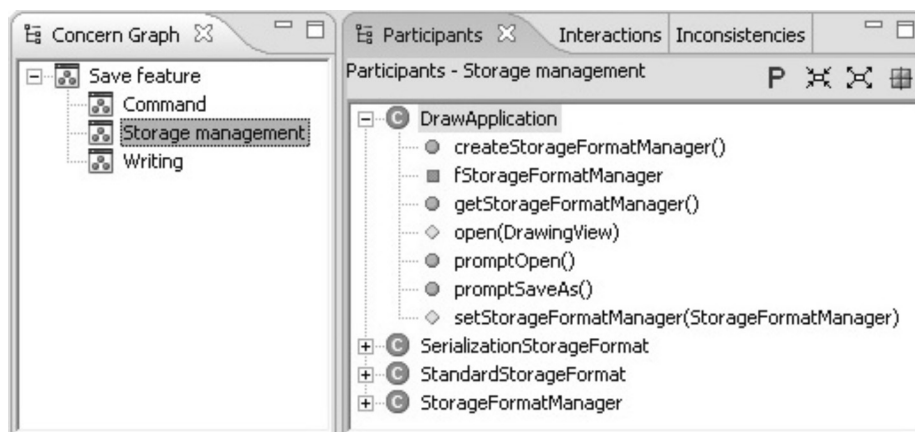 Concern Graph
Save feature
Command
Storage management
Writing
Participants Interactions Inconsistencies
Participants - Storage management P
C DrawApplication
createStorageFormatManager()
fStorageFormatManager
getStorageFormatManager()
open(DrawingView)
promptOpen()
promptSaveAs()
setStorageFormatManager(StorageFormatManager)
C SerializationStorageFormat
C StandardStorageFormat
C StorageFormatManager